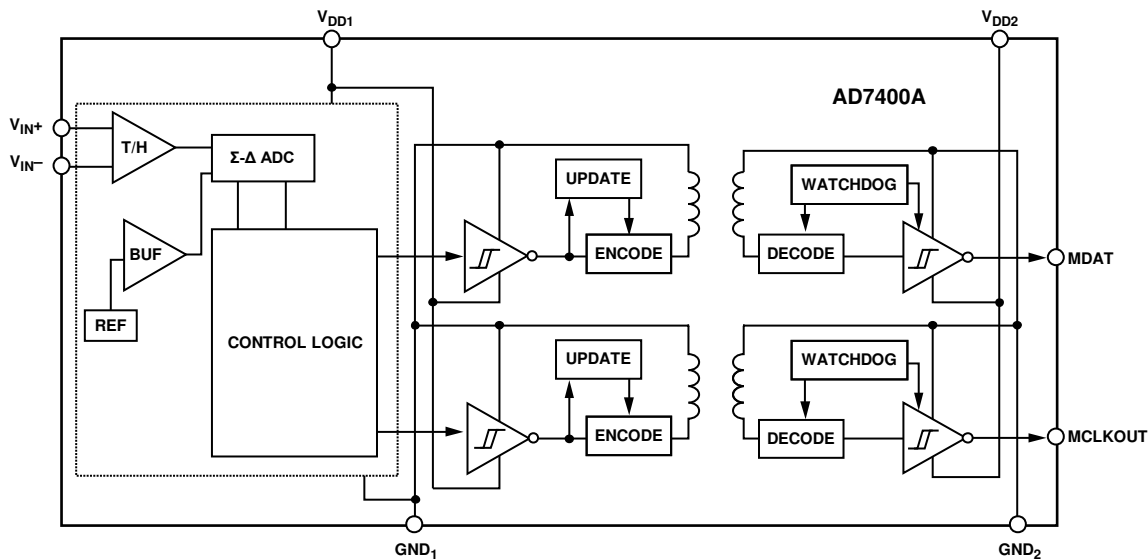 VDD1
VDD2
AD7400A
VIN+
VIN–
T/H
Σ-Δ ADC
UPDATE
WATCHDOG
BUF
ENCODE
DECODE
MDAT
REF
CONTROL LOGIC
UPDATE
WATCHDOG
ENCODE
DECODE
MCLKOUT
GND1
GND2